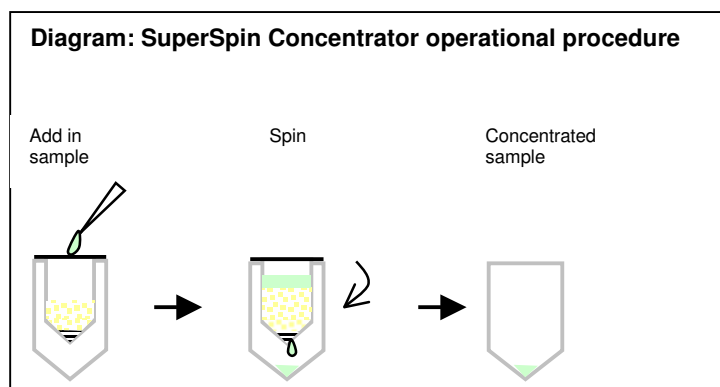 Diagram: SuperSpin Concentrator operational procedure
Add in
sample
Spin
Concentrated
sample